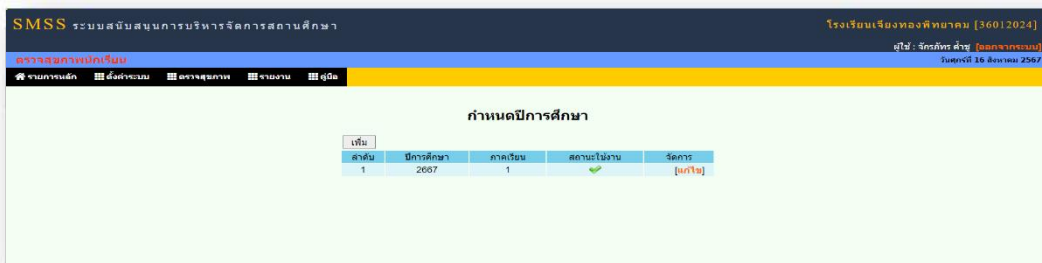 SMSS ระบบสนับสนุนการบริหารจัดการสถานศึกษา
โรงเรียนเจียงทองพิทยาคม [36012024]
ผู้ใช้ : จักรภัทร ค้ำชู [ออกจากระบบ]
ตรวจสุขภาพนักเรียน
วันศุกร์ที่ 16 สิงหาคม 2567
รายการหลัก ตั้งค่าระบบ ตรวจสุขภาพ รายงาน คู่มือ
กำหนดปีการศึกษา
เพิ่ม
ลำดับ ปีการศึกษา ภาคเรียน สถานะใช้งาน จัดการ
1 2667 1 [แก้ไข]